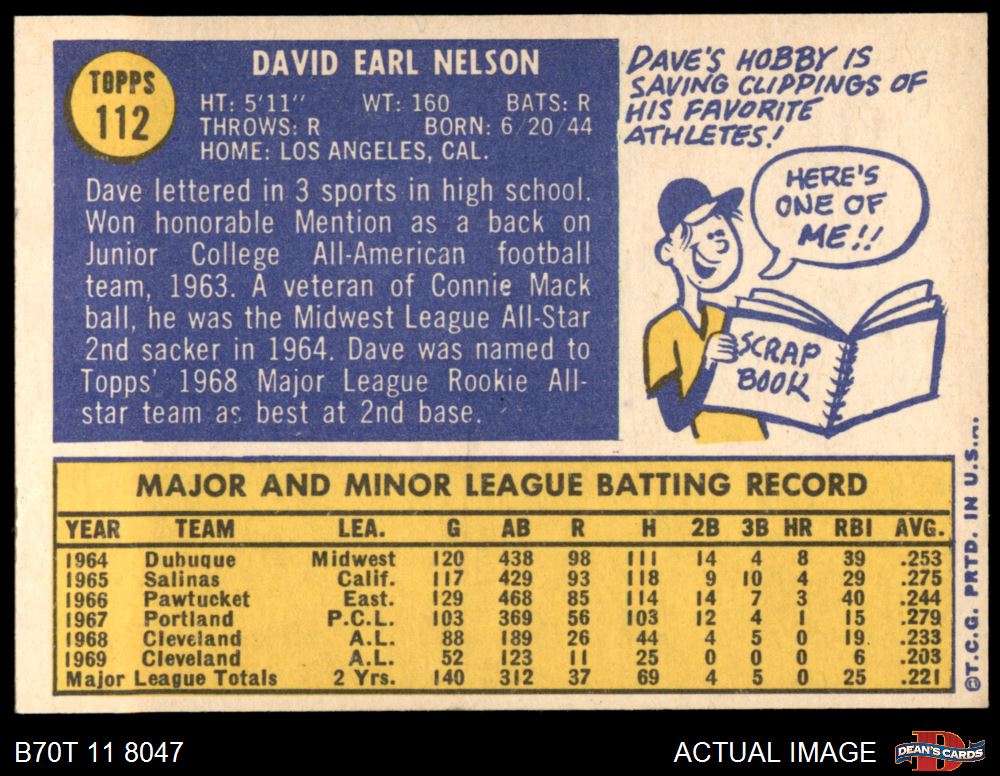 TOPPS
112
DAVID EARL NELSON
HT: 5'11" WT: 160 BATS: R
THROWS: R BORN: 6/20/44
HOME: LOS ANGELES, CAL.
Dave lettered in 3 sports in high school.
Won honorable Mention as a back on
Junior College All-American football
team, 1963. A veteran of Connie Mack
ball, he was the Midwest League All-Star
2nd sacker in 1964. Dave was named to
Topps' 1968 Major League Rookie All-
star team as best at 2nd base.
DAVE'S HOBBY IS
SAVING CLIPPINGS OF
HIS FAVORITE
ATHLETES!
HERE'S
ONE OF
ME!!
SCRAP
BOOK
MAJOR AND MINOR LEAGUE BATTING RECORD
YEAR TEAM LEA. G AB R H 2B 3B HR RBI AVG.
1964 Dubuque Midwest 120 438 98 111 14 4 8 39 .253
1965 Salinas Calif. 117 429 93 118 9 10 4 29 .275
1966 Pawtucket East. 129 468 85 114 14 7 3 40 .244
1967 Portland P.C.L. 103 369 56 103 12 4 1 15 .279
1968 Cleveland A.L. 88 189 26 44 4 5 0 19 .233
1969 Cleveland A.L. 52 123 11 25 0 0 0 6 .203
Major League Totals 2 Yrs. 140 312 37 69 4 5 0 25 .221
©T.C.G. PRTD. IN U.S.A.
B70T 11 8047
ACTUAL IMAGE
DEAN'S CARDS